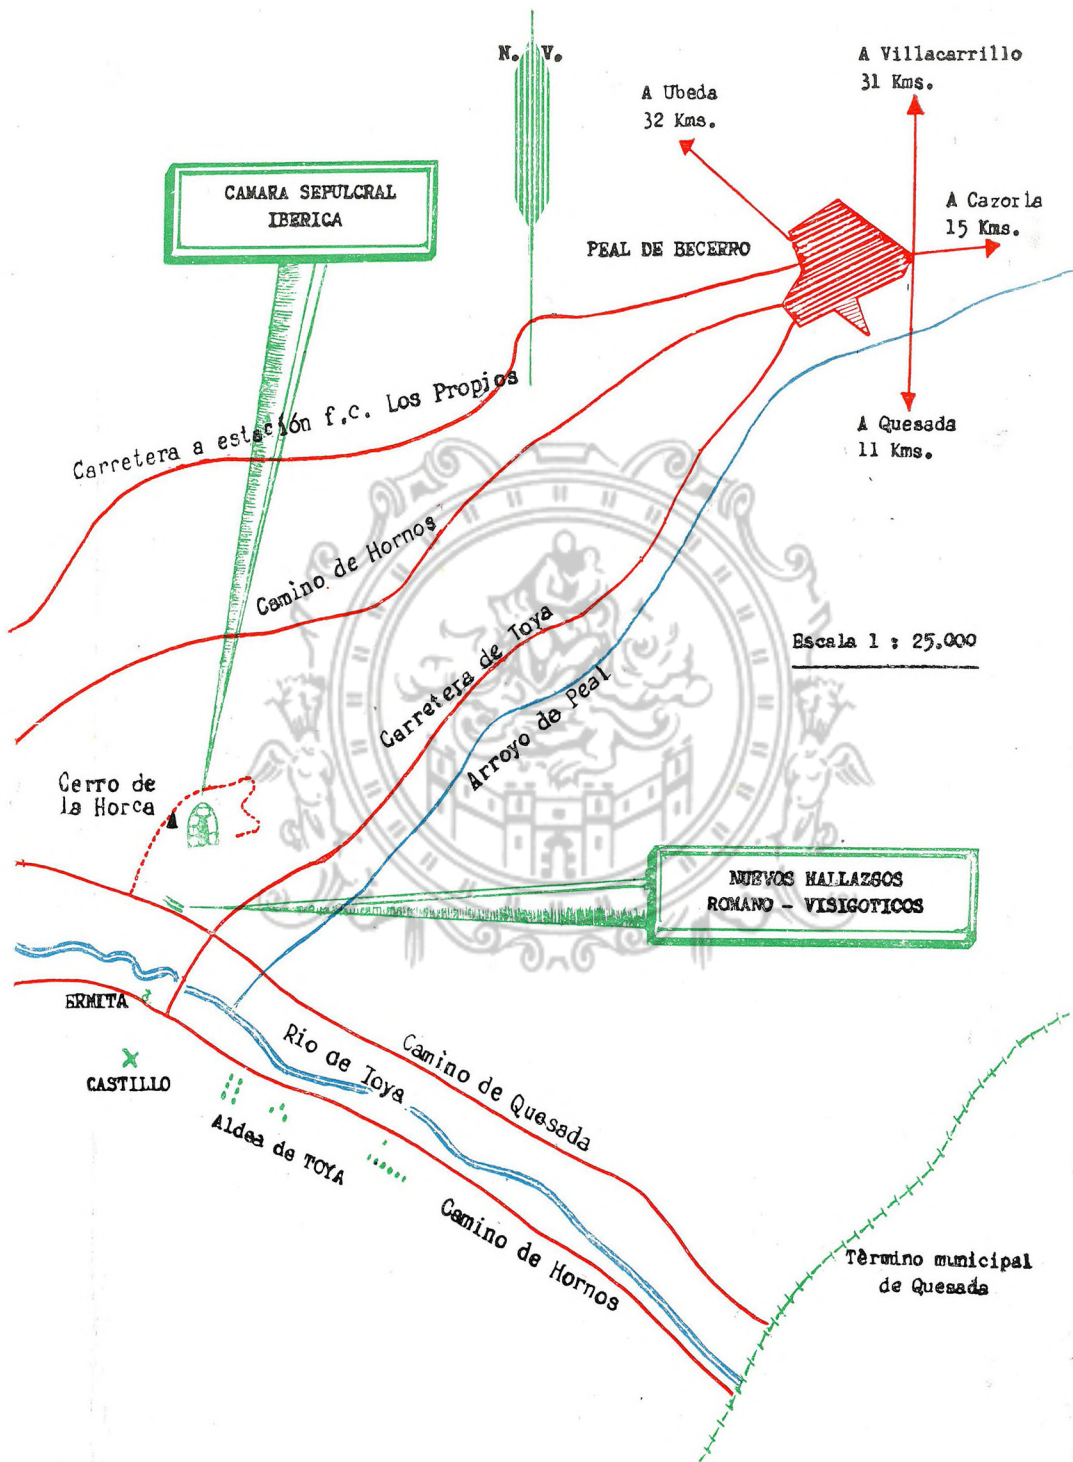 N. V.
A Villacarrillo
31 Kms.
A Ubeda
32 Kms.
CAMARA SEPULCRAL
IBERICA
A Cazorla
15 Kms.
PEAL DE BECERRO
Carretera a estación f.c. Los Propios
A Quesada
11 Kms.
Camino de Hornos
Carretera de Toya
Escala 1 : 25.000
Arroyo de Peal
Cerro de
la Horca
NUEVOS HALLAZGOS
ROMANO - VISIGOTICOS
ERMITA
Rio de Toya
Camino de Quesada
CASTILLO
Aldea de TOYA
Camino de Hornos
Tèrmino municipal
de Quesada